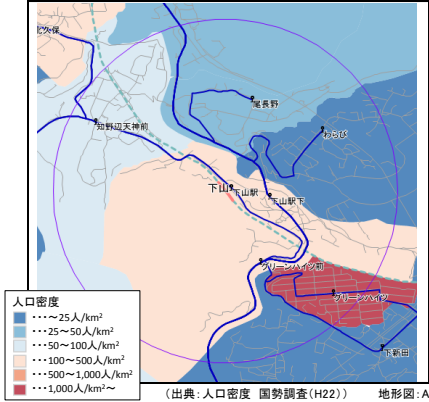 北久保
尾長野
知野辺天神前
わらび
下山
下山駅
下山駅下
グリーンハイツ前
グリーンハイツ
下新田
人口密度
・・・～25人/km²
・・・25～50人/km²
・・・50～100人/km²
・・・100～500人/km²
・・・500～1,000人/km²
・・・1,000人/km²～
(出典:人口密度 国勢調査(H22)) 地形図:A